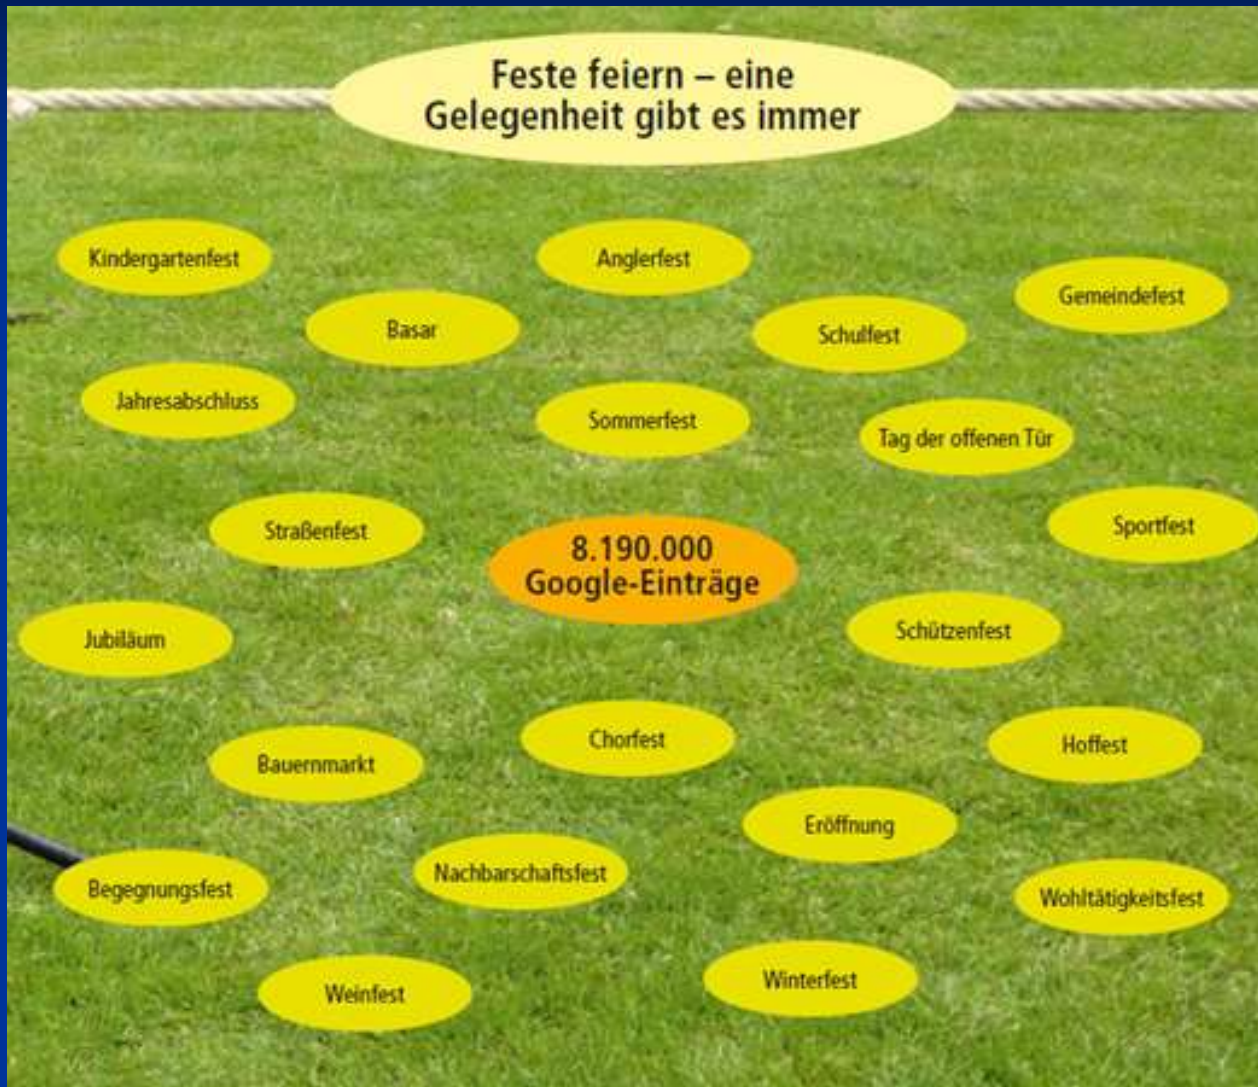 Feste feiern – eine
Gelegenheit gibt es immer
Kindergartenfest
Anglerfest
Gemeindefest
Basar
Schulfest
Jahresabschluss
Sommerfest
Tag der offenen Tür
Straßenfest
Sportfest
8.190.000
Google-Einträge
Jubiläum
Schützenfest
Bauernmarkt
Chorfest
Hoffest
Eröffnung
Begegnungsfest
Nachbarschaftsfest
Wohltätigkeitsfest
Weinfest
Winterfest